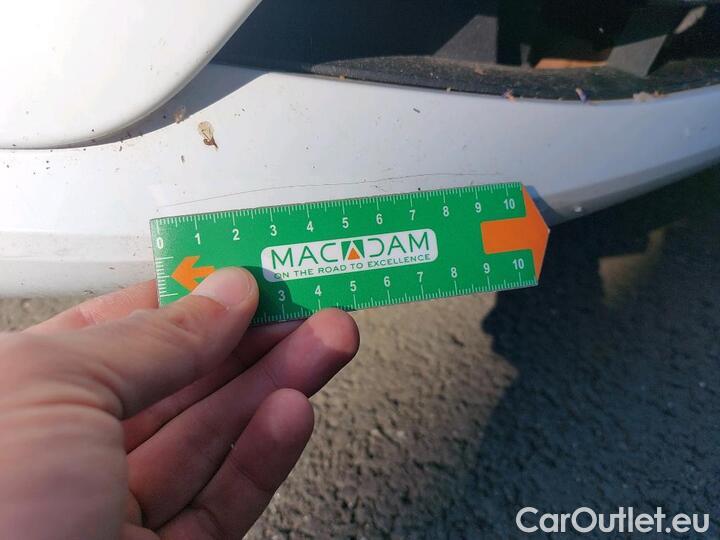 0 1 2 3 4 5 6 7 8 9 10
MACADAM
ON THE ROAD TO EXCELLENCE
3 4 5 6 7 8 9 10
CarOutlet.eu